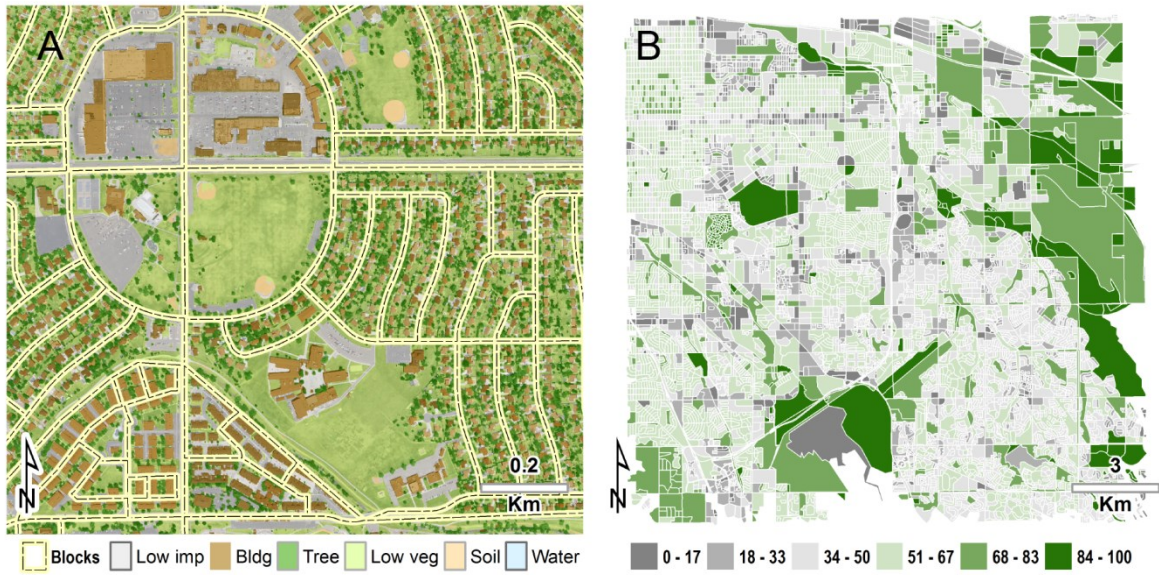 A
B
0.2
Km
N
3
Km
N
Blocks Low imp Bldg Tree Low veg Soil Water
0 - 17 18 - 33 34 - 50 51 - 67 68 - 83 84 - 100